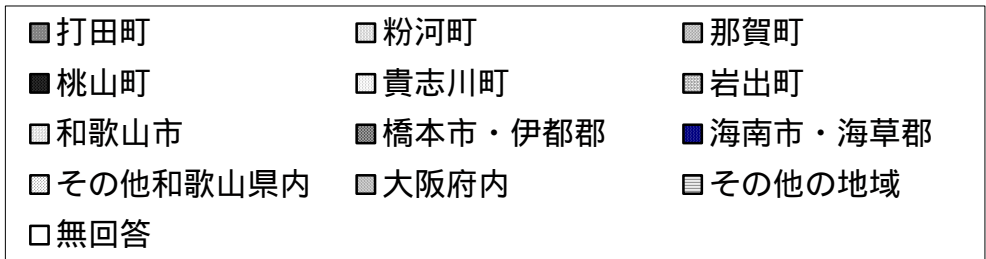 打田町 粉河町 那賀町
桃山町 貴志川町 岩出町
和歌山市 橋本市・伊都郡 海南市・海草郡
その他和歌山県内 大阪府内 その他の地域
無回答